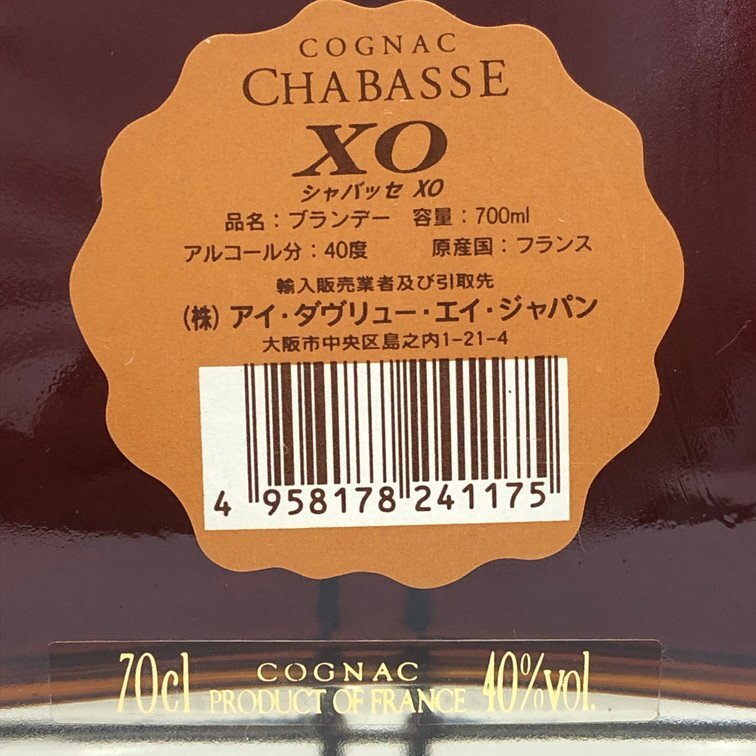 COGNAC
CHABASSE
XO
シャバッセ XO
品名：ブランデー 容量：700ml
アルコール分：40度 原産国：フランス
輸入販売業者及び引取先
(株) アイ・ダヴリュー・エイ・ジャパン
大阪市中央区島之内1-21-4
4 958178 241175
70cl COGNAC 40%vol.
PRODUCT OF FRANCE